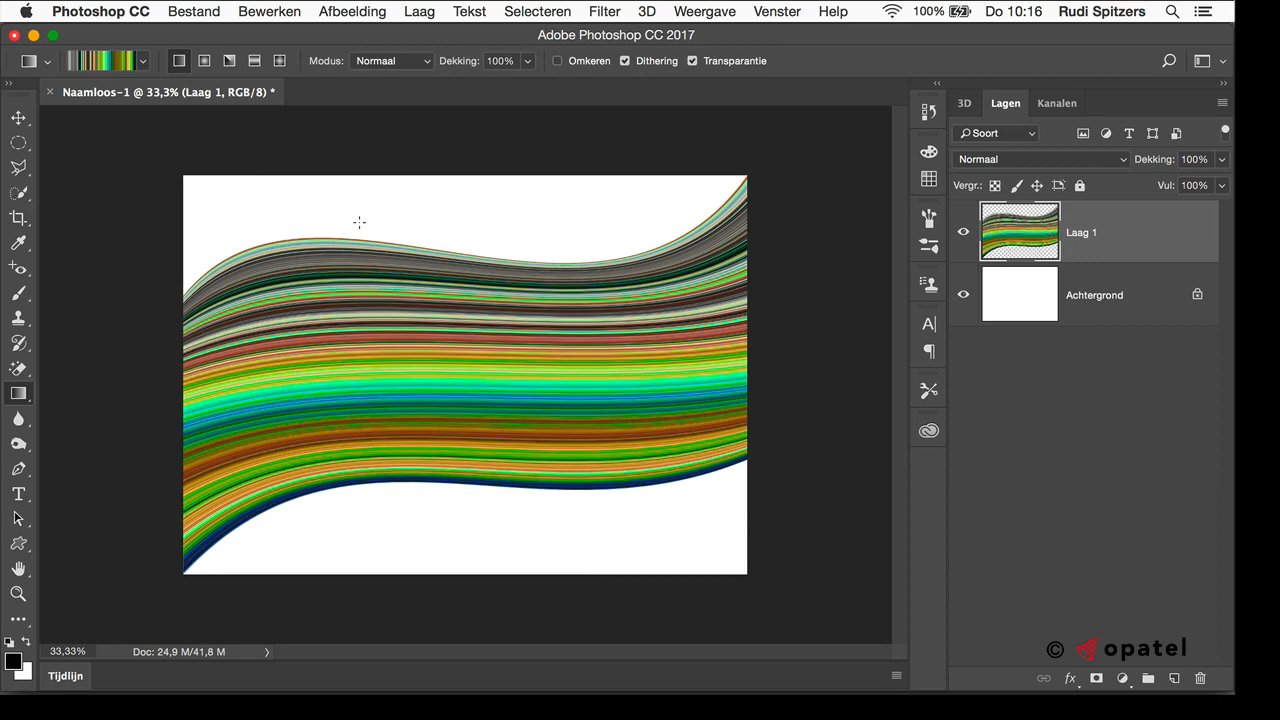 Photoshop CC Bestand Bewerken Afbeelding Laag Tekst Selecteren Filter 3D Weergave Venster Help 100% Do 10:16 Rudi Spitzers
Adobe Photoshop CC 2017
Modus: Normaal Dekking: 100% Omkeren Dithering Transparantie
Naamloos-1 @ 33,3% (Laag 1, RGB/8) *
3D Lagen Kanalen
Soort
Normaal Dekking: 100%
Vergr.: Vul: 100%
Laag 1
Achtergrond
33,33% Doc: 24,9 M/41,8 M
Tijdlijn
© opatel